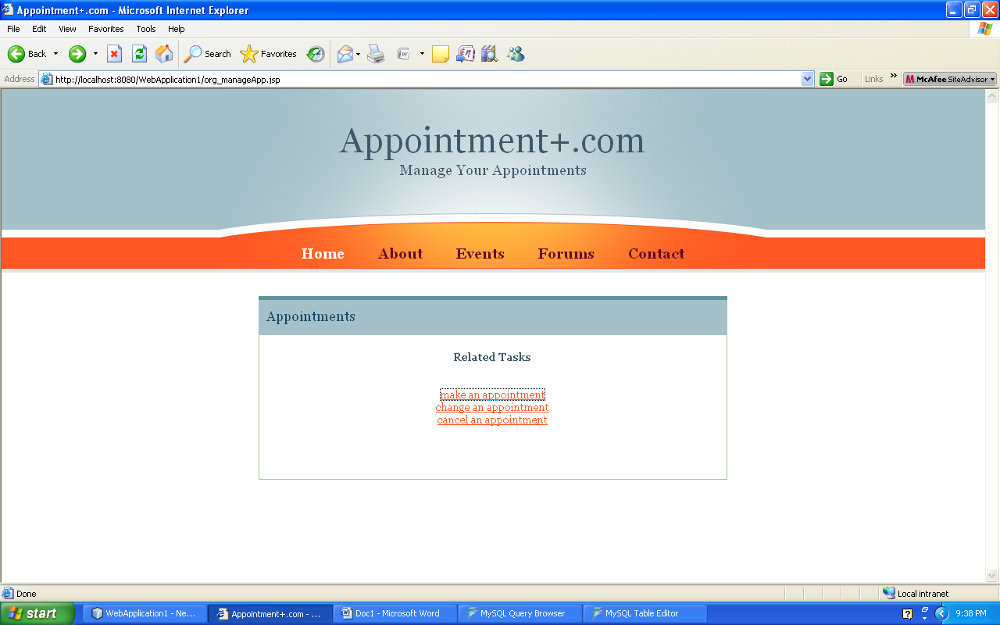 Appointment+.com - Microsoft Internet Explorer
File Edit View Favorites Tools Help
Back Search Favorites
Address http://localhost:8080/WebApplication1/org_manageApp.jsp Go Links » McAfee SiteAdvisor
Appointment+.com
Manage Your Appointments
Home About Events Forums Contact
Appointments
Related Tasks
make an appointment
change an appointment
cancel an appointment
Done Local intranet
start WebApplication1 - Ne... Appointment+.com - ... Doc1 - Microsoft Word MySQL Query Browser MySQL Table Editor 9:38 PM